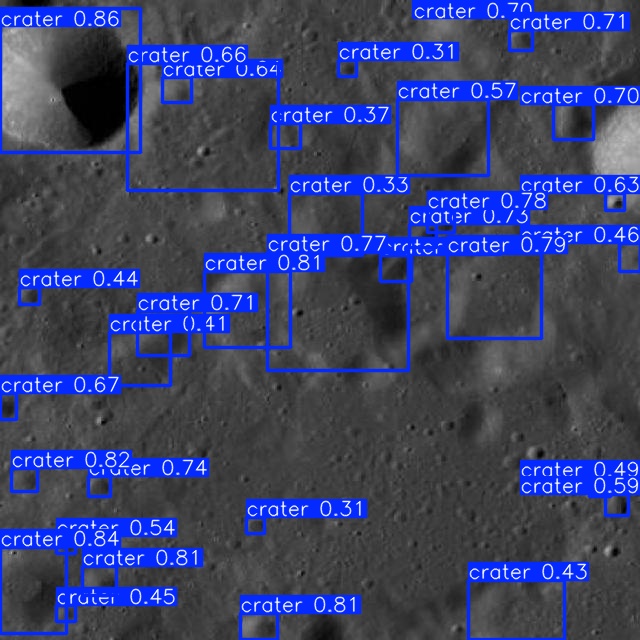 crater 0.70
crater 0.86
crater 0.71
crater 0.31
crater 0.66
crater 0.64
crater 0.57
crater 0.70
crater 0.37
crater 0.33
crater 0.63
crater 0.78
crater 0.73
crater 0.46
crater 0.77
crater
crater 0.79
crater 0.81
crater 0.44
crater 0.71
crater 0.41
crater 0.67
crater 0.82
crater 0.74
crater 0.49
crater 0.59
crater 0.31
crater 0.54
crater 0.84
crater 0.81
crater 0.43
crater 0.45
crater 0.81